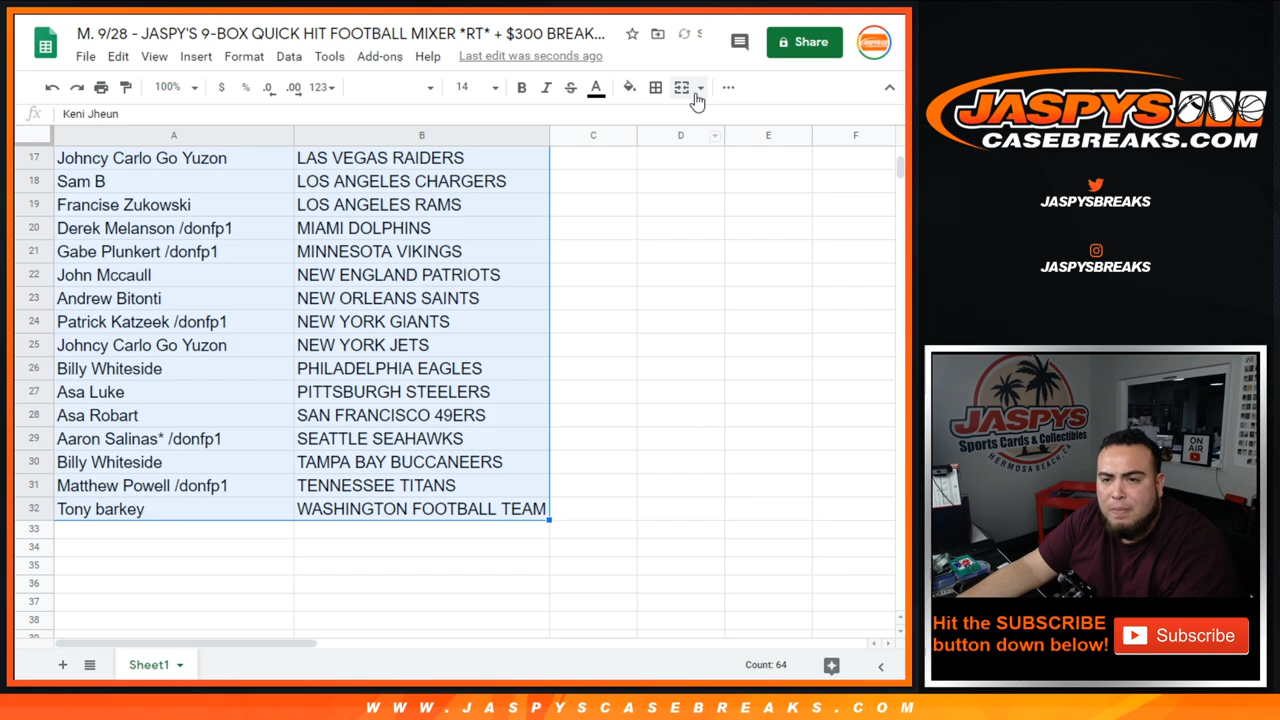 M. 9/28 - JASPY'S 9-BOX QUICK HIT FOOTBALL MIXER *RT* + $300 BREAK...
S
Share
File Edit View Insert Format Data Tools Add-ons Help Last edit was seconds ago
100% $ % .0 .00 123 14 B I S A
fx Keni Jheun
A B C D E F
17 Johncy Carlo Go Yuzon LAS VEGAS RAIDERS
18 Sam B LOS ANGELES CHARGERS
19 Francise Zukowski LOS ANGELES RAMS
20 Derek Melanson /donfp1 MIAMI DOLPHINS
21 Gabe Plunkert /donfp1 MINNESOTA VIKINGS
22 John Mccaull NEW ENGLAND PATRIOTS
23 Andrew Bitonti NEW ORLEANS SAINTS
24 Patrick Katzeek /donfp1 NEW YORK GIANTS
25 Johncy Carlo Go Yuzon NEW YORK JETS
26 Billy Whiteside PHILADELPHIA EAGLES
27 Asa Luke PITTSBURGH STEELERS
28 Asa Robart SAN FRANCISCO 49ERS
29 Aaron Salinas* /donfp1 SEATTLE SEAHAWKS
30 Billy Whiteside TAMPA BAY BUCCANEERS
31 Matthew Powell /donfp1 TENNESSEE TITANS
32 Tony barkey WASHINGTON FOOTBALL TEAM
33
34
35
36
37
38
Sheet1
Count: 64
JASPYS
CASEBREAKS.COM
JASPYSBREAKS
JASPYSBREAKS
JASPYS
Sports Cards & Collectibles
HERMOSA BEACH, CA
ON AIR
Hit the SUBSCRIBE
button down below!
Subscribe
WWW.JASPYSCASEBREAKS.COM